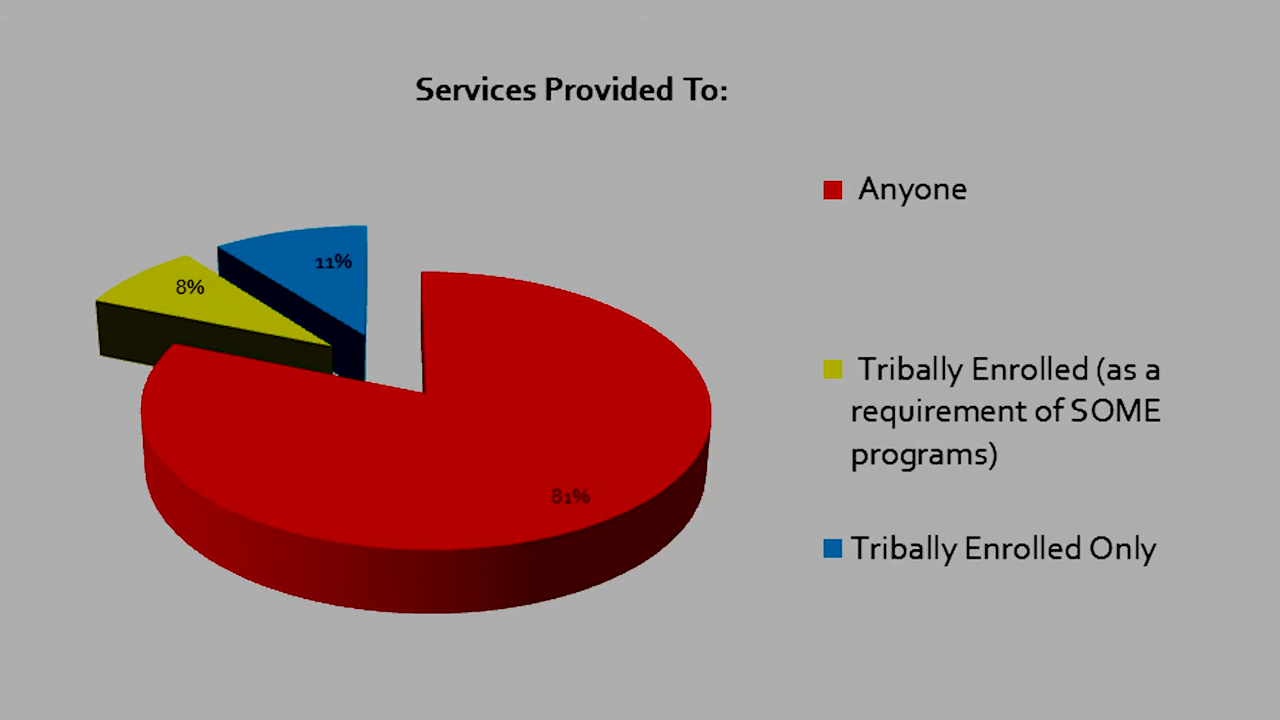 Services Provided To:
Anyone
11%
8%
Tribally Enrolled (as a
requirement of SOME
programs)
81%
Tribally Enrolled Only